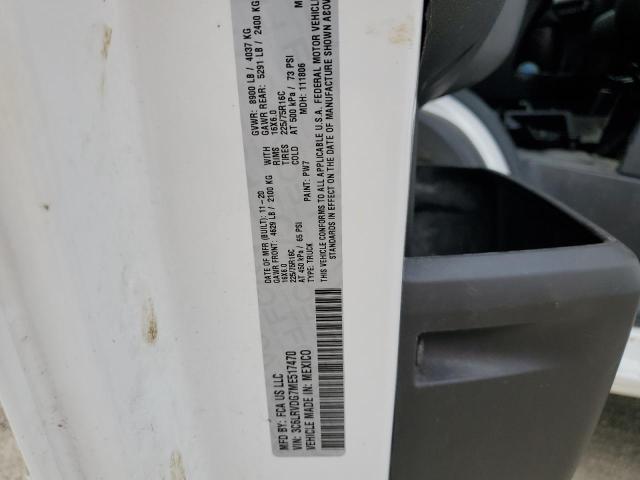 MFD BY: FCA US LLC
VIN: 3C6LRVDG7ME517470
VEHICLE MADE IN: MEXICO
DATE OF MFR (BUILT): 11-20
GAWR FRONT: 4629 LB / 2100 KG
16X6.0
225/75R16C
AT 450 kPa / 65 PSI
TYPE: TRUCK
WITH
RIMS
TIRES
COLD
PAINT: PW7
GVWR: 8900 LB / 4037 KG
GAWR REAR: 5291 LB / 2400 KG
16X6.0
225/75R16C
AT 500 kPa / 73 PSI
MDH: 111806
THIS VEHICLE CONFORMS TO ALL APPLICABLE U.S.A. FEDERAL MOTOR VEHICLE
STANDARDS IN EFFECT ON THE DATE OF MANUFACTURE SHOWN ABOVE